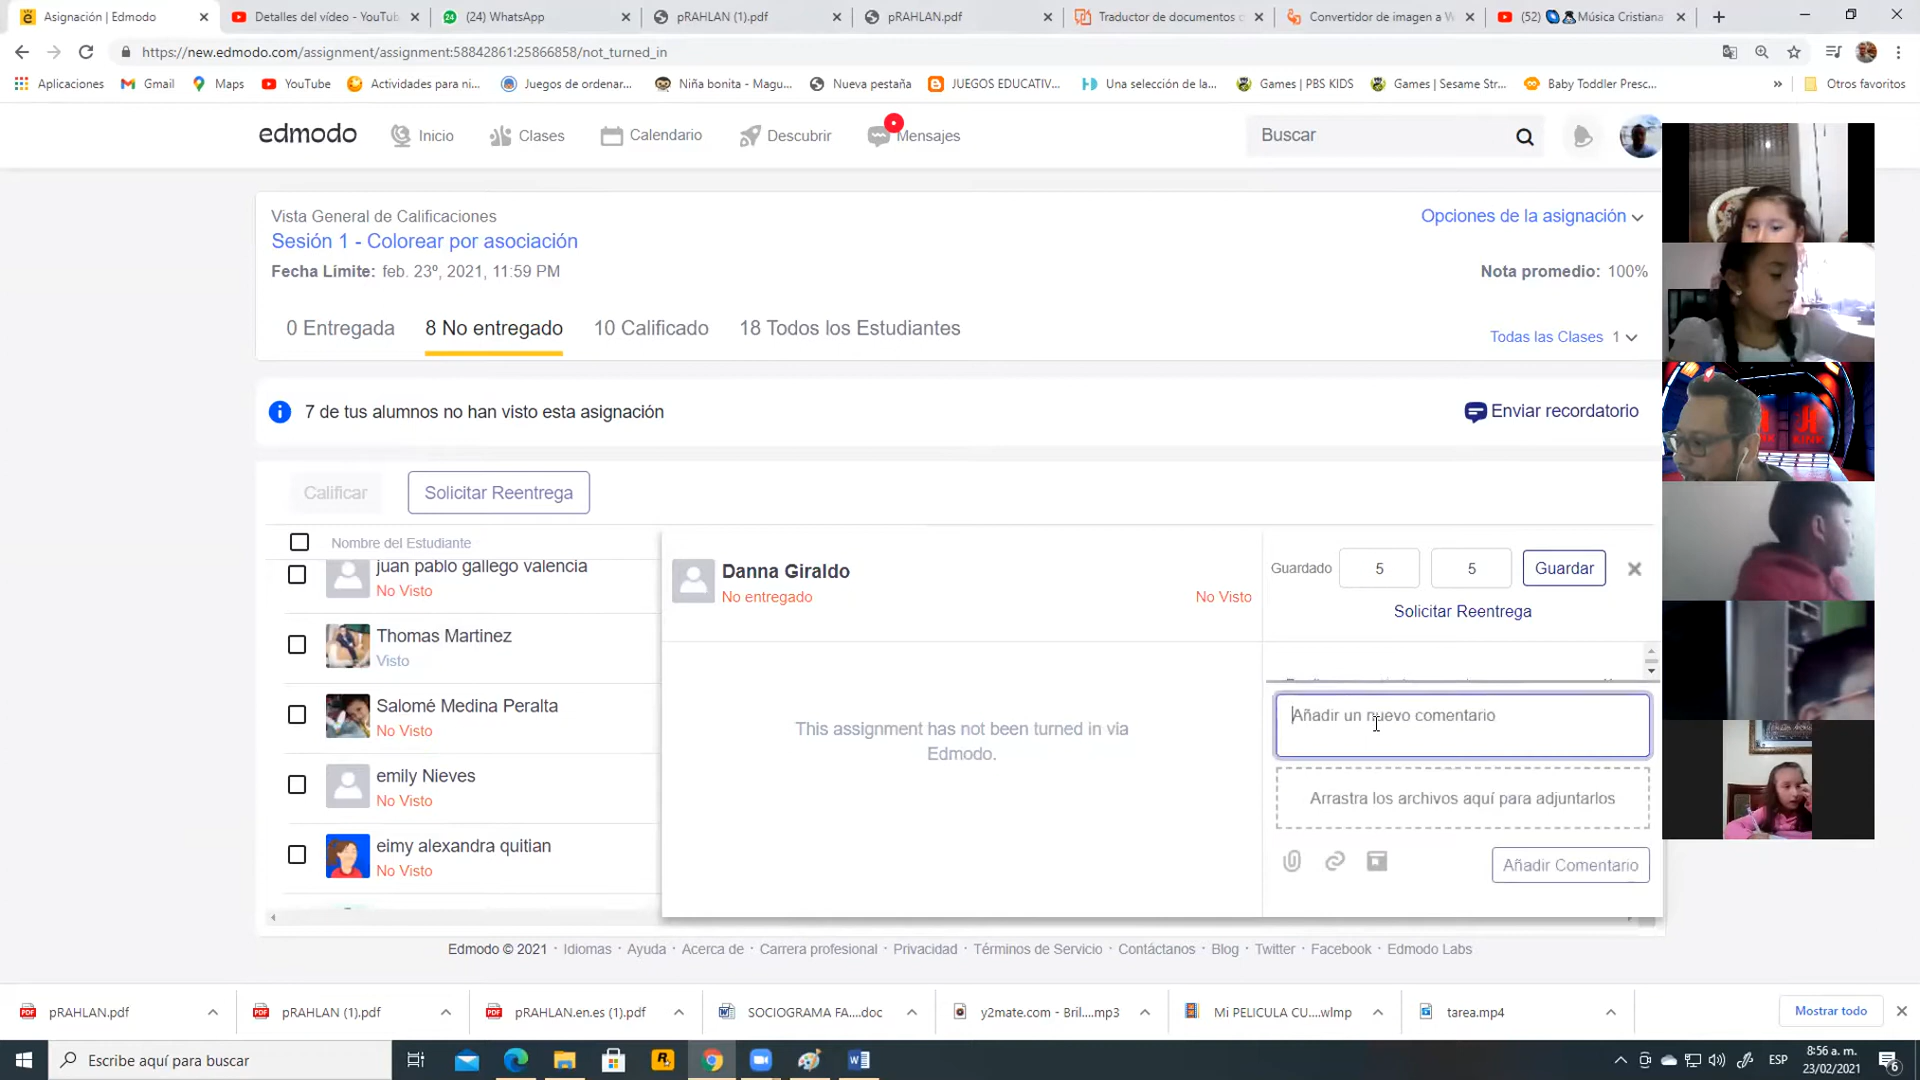 Asignación | Edmodo
Detalles del vídeo - YouTub
(24) WhatsApp
pRAHLAN (1).pdf
pRAHLAN.pdf
Traductor de documentos
Convertidor de imagen a W
(52) Música Cristiana
https://new.edmodo.com/assignment/assignment:58842861:25866858/not_turned_in
Aplicaciones
Gmail
Maps
YouTube
Actividades para ni...
Juegos de ordenar...
Niña bonita - Magu...
Nueva pestaña
JUEGOS EDUCATIV...
Una selección de la...
Games | PBS KIDS
Games | Sesame Str...
Baby Toddler Presc...
»
Otros favoritos
edmodo
Inicio
Clases
Calendario
Descubrir
Mensajes
Buscar
Vista General de Calificaciones
Opciones de la asignación
Sesión 1 - Colorear por asociación
Fecha Límite: feb. 23º, 2021, 11:59 PM
Nota promedio: 100%
0 Entregada
8 No entregado
10 Calificado
18 Todos los Estudiantes
Todas las Clases 1
7 de tus alumnos no han visto esta asignación
Enviar recordatorio
Calificar
Solicitar Reentrega
Nombre del Estudiante
juan pablo gallego valencia
No Visto
Thomas Martinez
Visto
Salomé Medina Peralta
No Visto
emily Nieves
No Visto
eimy alexandra quitian
No Visto
Danna Giraldo
No entregado
No Visto
This assignment has not been turned in via
Edmodo.
Guardado
5
5
Guardar
Solicitar Reentrega
Añadir un nuevo comentario
Arrastra los archivos aquí para adjuntarlos
Añadir Comentario
Edmodo © 2021 · Idiomas · Ayuda · Acerca de · Carrera profesional · Privacidad · Términos de Servicio · Contáctanos · Blog · Twitter · Facebook · Edmodo Labs
pRAHLAN.pdf
pRAHLAN (1).pdf
pRAHLAN.en.es (1).pdf
SOCIOGRAMA FA....doc
y2mate.com - Bril....mp3
Mi PELICULA CU....wlmp
tarea.mp4
Mostrar todo
Escribe aquí para buscar
ESP
8:56 a. m.
23/02/2021
6